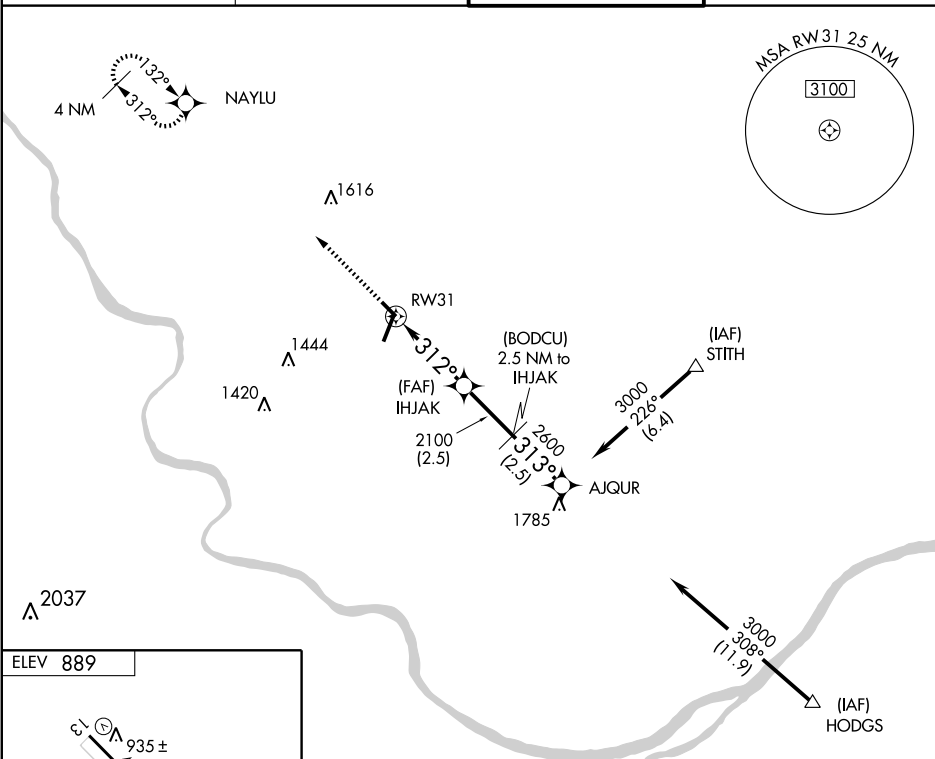 MSA RW31 25 NM
3100
132°
312°
4 NM
NAYLU
1616
RW31
312°
(BODCU)
2.5 NM to
IHJAK
(IAF)
STITH
1444
1420
(FAF)
IHJAK
3000
226°
(6.4)
2100
(2.5)
2600
313°
(2.5)
AJQUR
1785
2037
3000
308°
(11.9)
(IAF)
HODGS
ELEV 889
13
V
935 ±